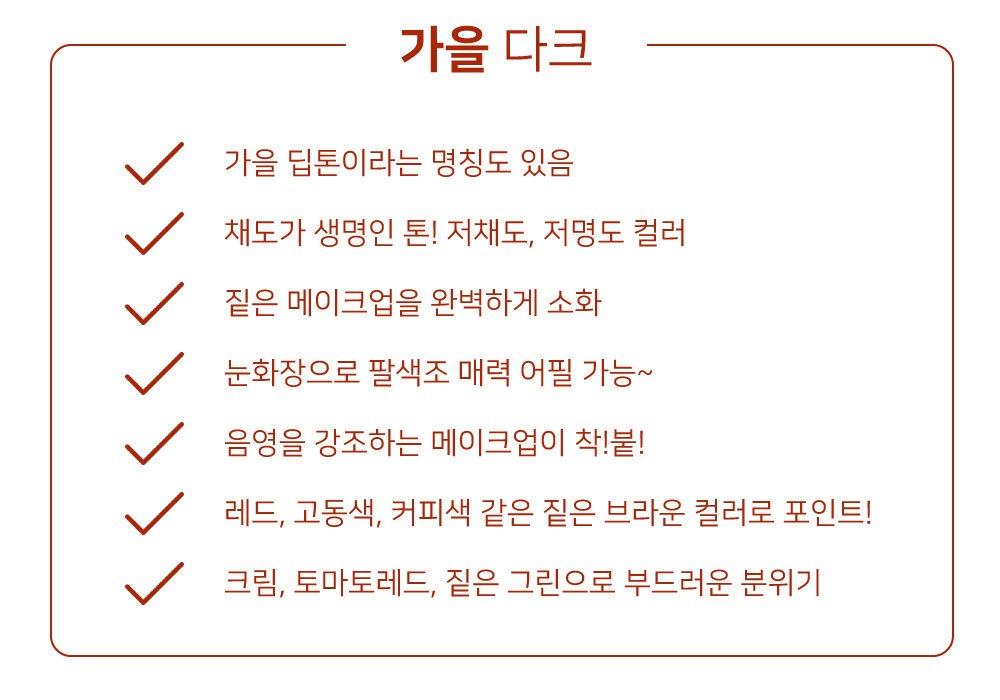 가을 다크
가을 딥톤이라는 명칭도 있음
채도가 생명인 톤! 저채도, 저명도 컬러
짙은 메이크업을 완벽하게 소화
눈화장으로 팔색조 매력 어필 가능~
음영을 강조하는 메이크업이 착!붙!
레드, 고동색, 커피색 같은 짙은 브라운 컬러로 포인트!
크림, 토마토레드, 짙은 그린으로 부드러운 분위기